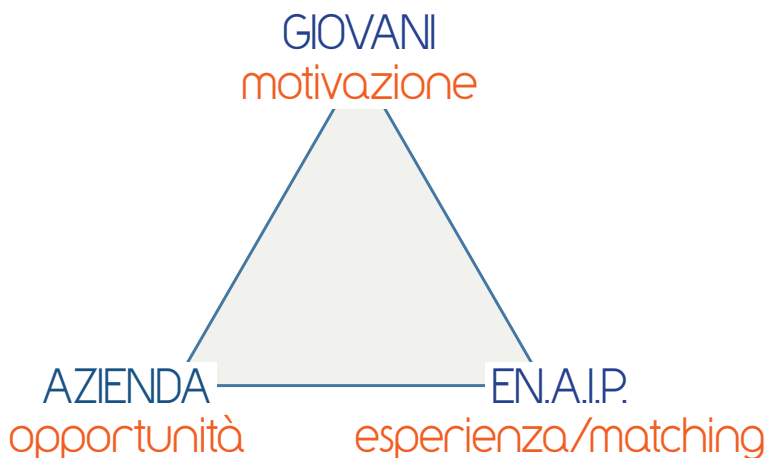 GIOVANI
motivazione
AZIENDA
opportunità
EN.A.I.P.
esperienza/matching